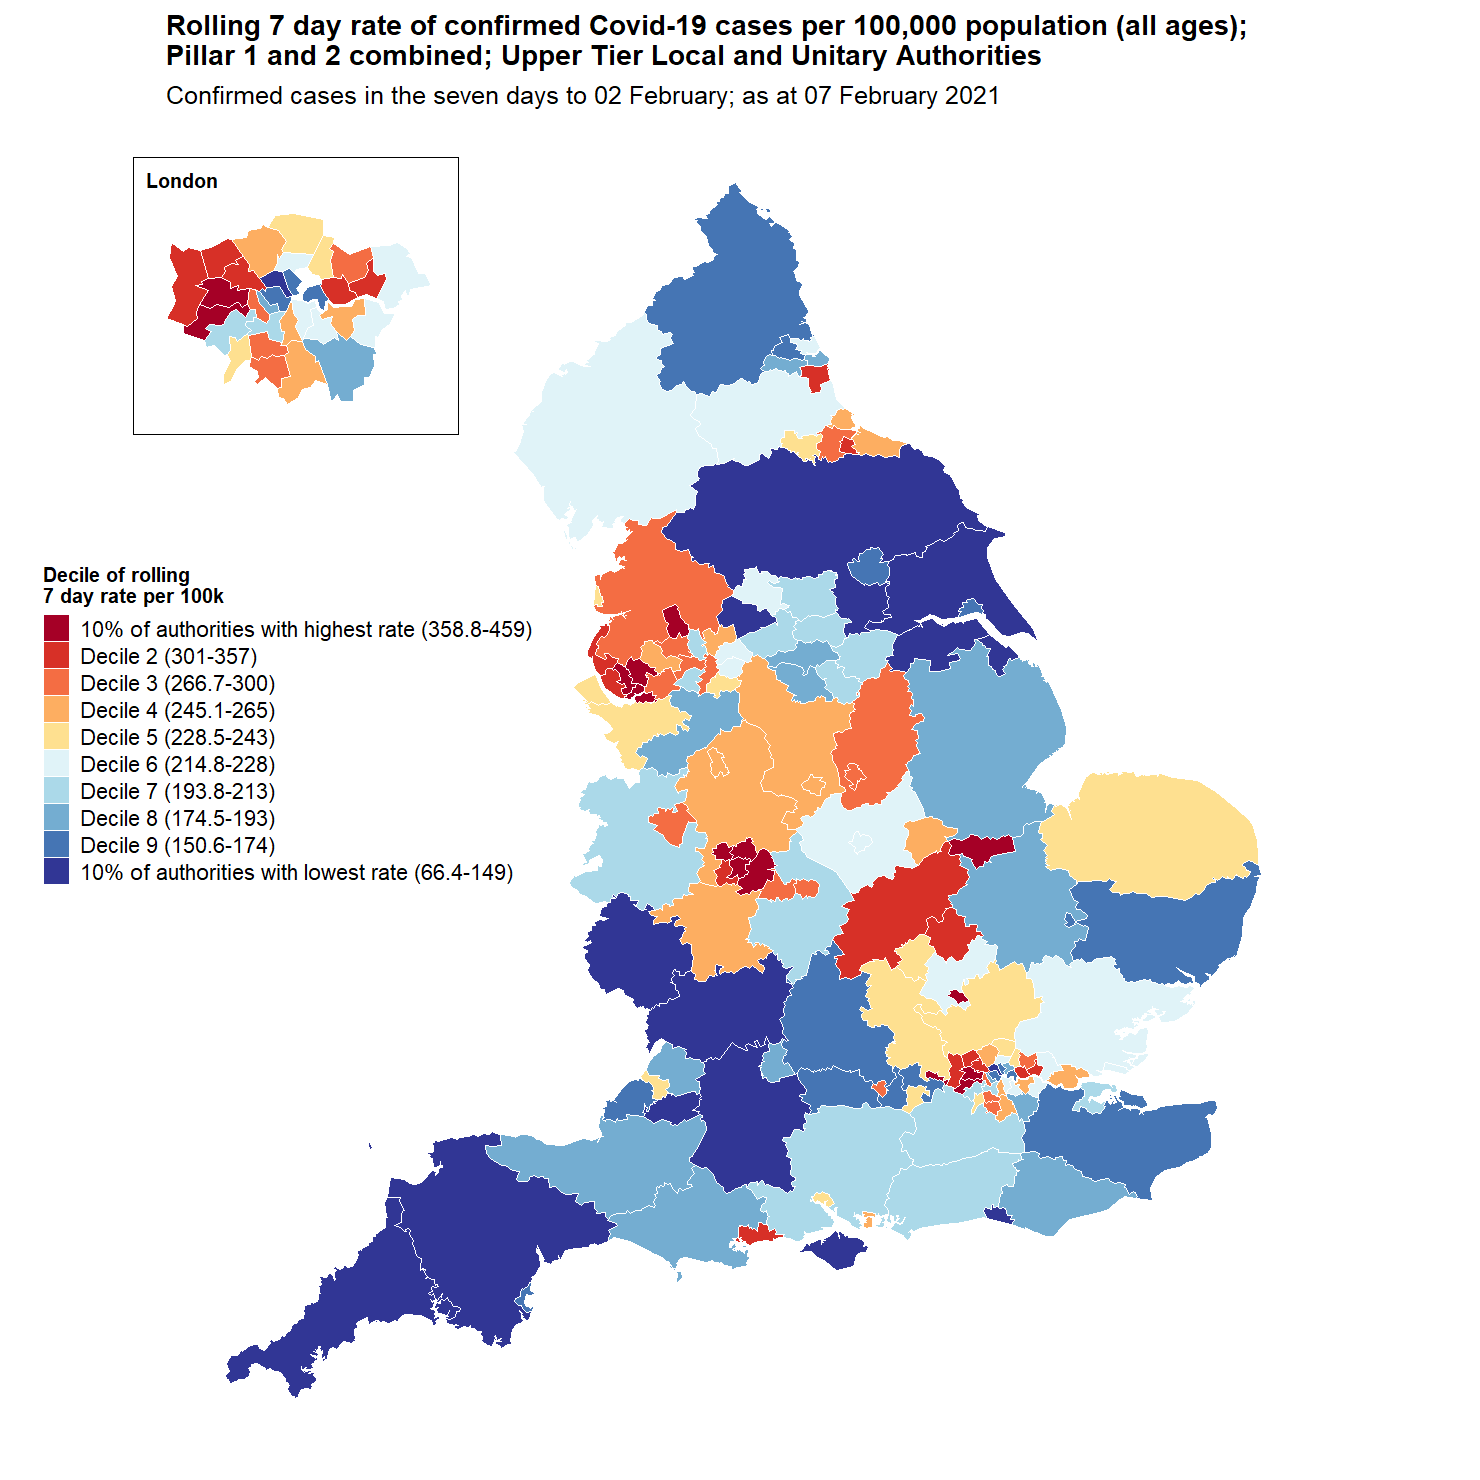 Rolling 7 day rate of confirmed Covid-19 cases per 100,000 population (all ages);
Pillar 1 and 2 combined; Upper Tier Local and Unitary Authorities
Confirmed cases in the seven days to 02 February; as at 07 February 2021
London
Decile of rolling
7 day rate per 100k
10% of authorities with highest rate (358.8-459)
Decile 2 (301-357)
Decile 3 (266.7-300)
Decile 4 (245.1-265)
Decile 5 (228.5-243)
Decile 6 (214.8-228)
Decile 7 (193.8-213)
Decile 8 (174.5-193)
Decile 9 (150.6-174)
10% of authorities with lowest rate (66.4-149)